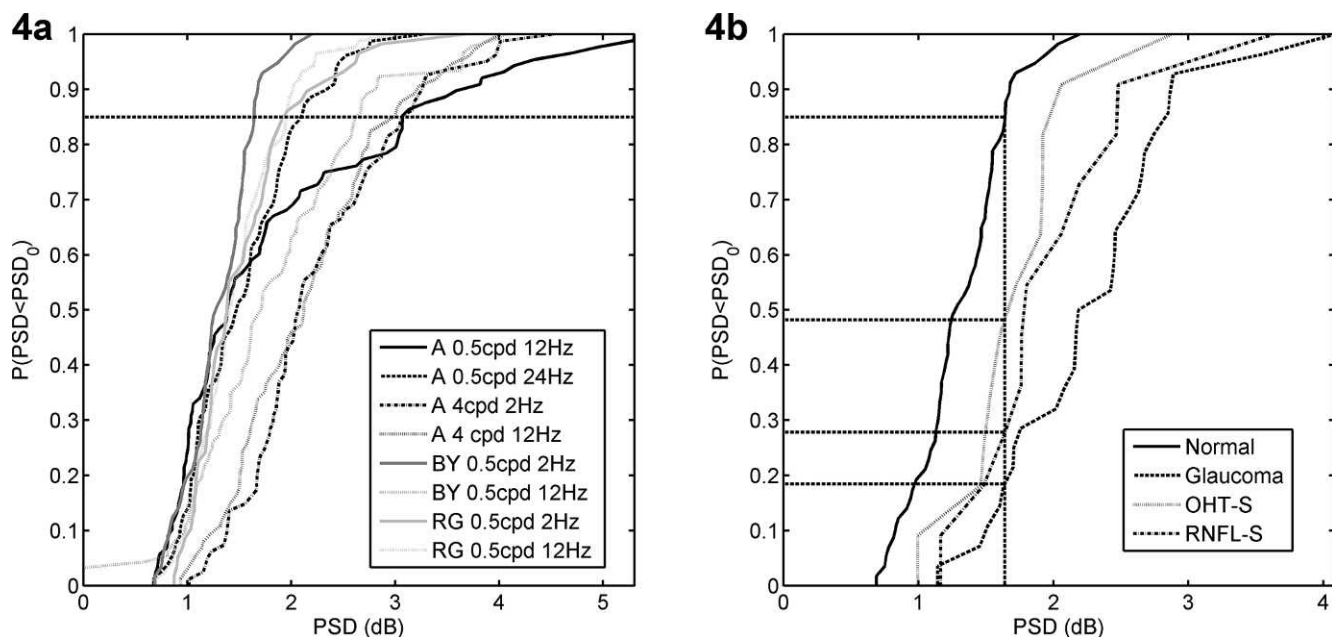 4a
1
0.9
0.8
0.7
0.6
0.5
0.4
0.3
0.2
0.1
0
P(PSD<PSD₀)
A 0.5cpd 12Hz
A 0.5cpd 24Hz
A 4cpd 2Hz
A 4 cpd 12Hz
BY 0.5cpd 2Hz
BY 0.5cpd 12Hz
RG 0.5cpd 2Hz
RG 0.5cpd 12Hz
0 1 2 3 4 5
PSD (dB)
4b
1
0.9
0.8
0.7
0.6
0.5
0.4
0.3
0.2
0.1
0
P(PSD<PSD₀)
Normal
Glaucoma
OHT-S
RNFL-S
1 2 3 4
PSD (dB)